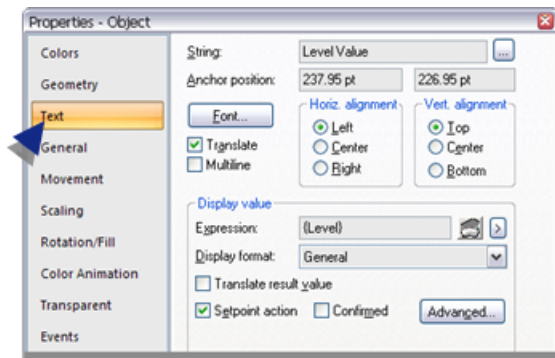 Properties - Object
Colors
Geometry
Text
General
Movement
Scaling
Rotation/Fill
Color Animation
Transparent
Events
String: Level Value ...
Anchor position: 237.95 pt 226.95 pt
Font...
Translate
Multiline
Horiz. alignment
Left
Center
Right
Vert. alignment
Top
Center
Bottom
Display value
Expression: {Level} >
Display format: General
Translate result value
Setpoint action Confirmed Advanced...